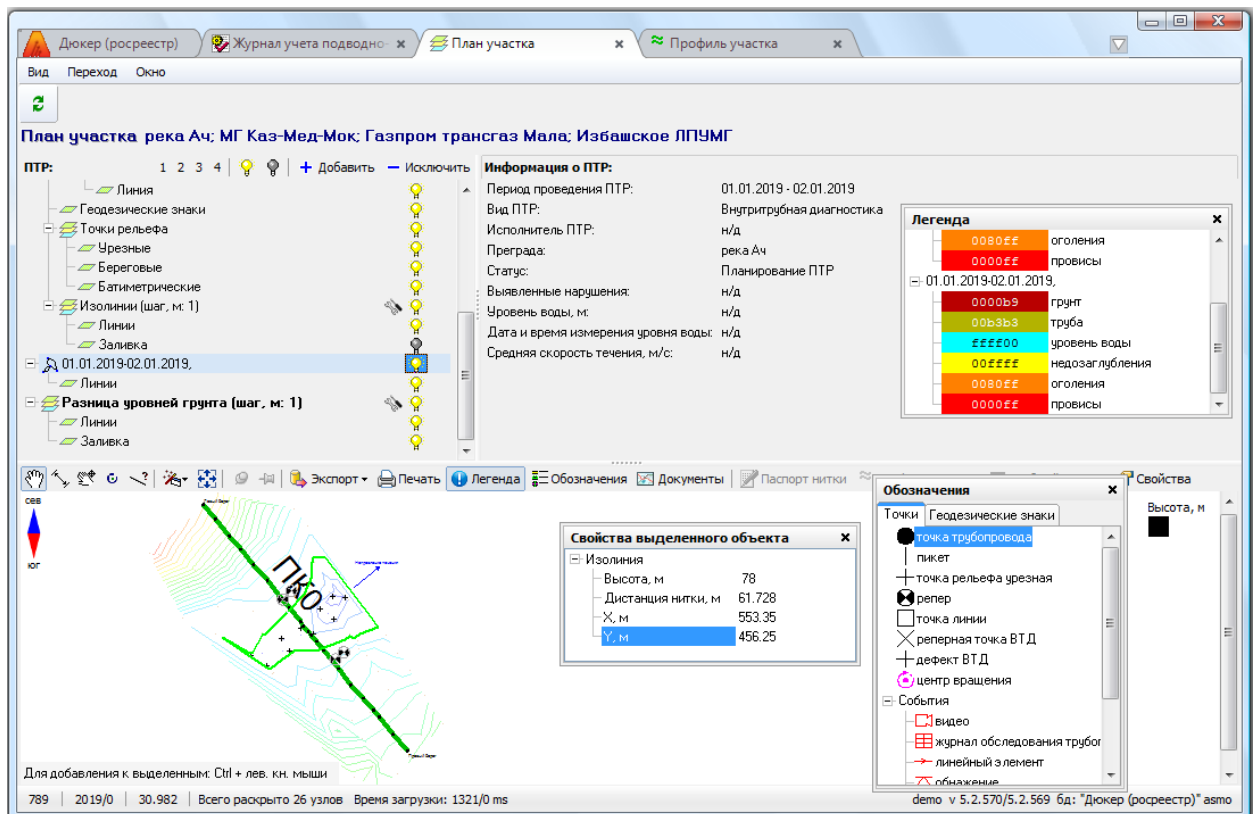 Дюкер (росреестр)
Журнал учета подводно-
План участка
Профиль участка
Вид Переход Окно
План участка река Ач; МГ Каз-Мед-Мок; Газпром трансгаз Мала; Избашское ЛПУМГ
ПТР: 1 2 3 4 + Добавить — Исключить
Линия
Геодезические знаки
Точки рельефа
Урезные
Береговые
Батиметрические
Изолинии (шаг, м: 1)
Линии
Заливка
01.01.2019-02.01.2019,
Линии
Разница уровней грунта (шаг, м: 1)
Линии
Заливка
Информация о ПТР:
Период проведения ПТР: 01.01.2019 - 02.01.2019
Вид ПТР: Внутритрубная диагностика
Исполнитель ПТР: н/д
Преграда: река Ач
Статус: Планирование ПТР
Выявленные нарушения: н/д
Уровень воды, м: н/д
Дата и время измерения уровня воды: н/д
Средняя скорость течения, м/с: н/д
Легенда
0080ff оголения
0000ff провисы
01.01.2019-02.01.2019,
0000b9 грунт
00b3b3 труба
ffff00 уровень воды
00ffff недозаглубления
0080ff оголения
0000ff провисы
Экспорт Печать Легенда Обозначения Документы Паспорт нитки Свойства
сев
юг
ПКО
Свойства выделенного объекта
Изолиния
Высота, м 78
Дистанция нитки, м 61.728
X, м 553.35
Y, м 456.25
Обозначения
Точки Геодезические знаки
точка трубопровода
пикет
точка рельефа урезная
репер
точка линии
реперная точка ВТД
дефект ВТД
центр вращения
События
видео
журнал обследования трубог
линейный элемент
обнажение
Высота, м
Для добавления к выделенным: Ctrl + лев. кн. мыши
789 2019/0 30.982 Всего раскрыто 26 узлов Время загрузки: 1321/0 ms demo v 5.2.570/5.2.569 бд: "Дюкер (росреестр)" asmo